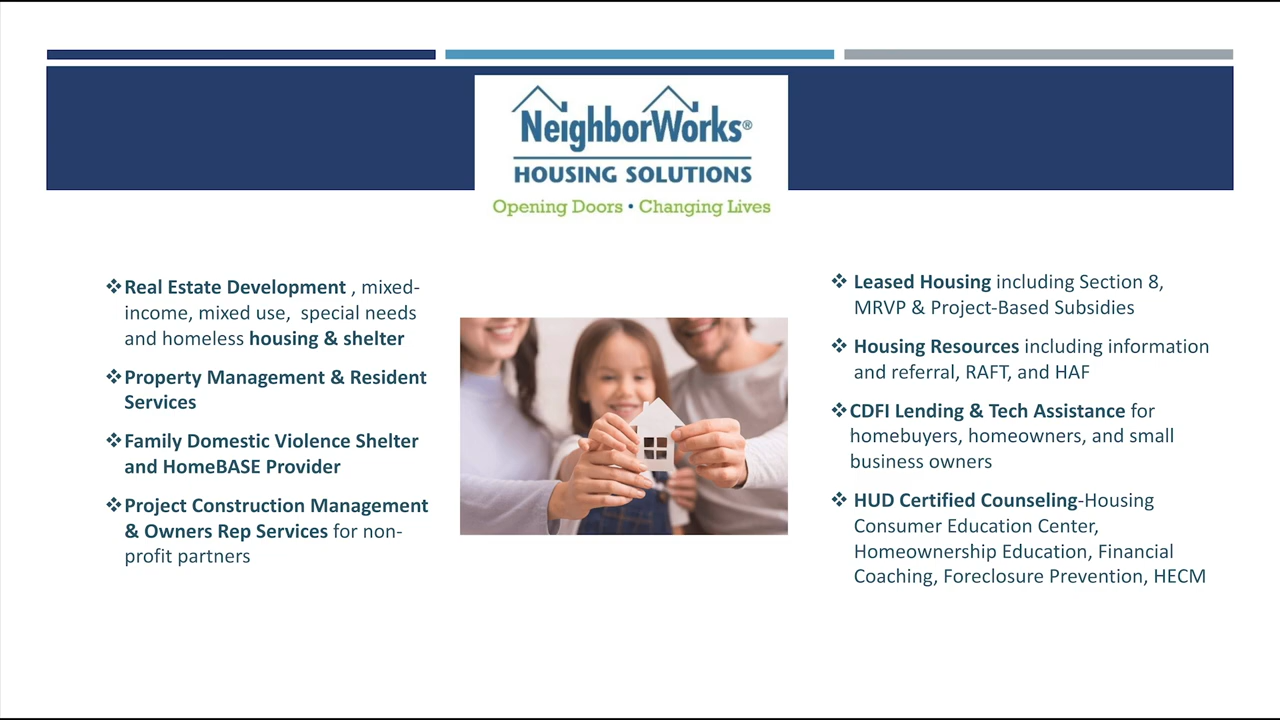 NeighborWorks®
HOUSING SOLUTIONS
Opening Doors • Changing Lives
❖Real Estate Development , mixed-
income, mixed use, special needs
and homeless housing & shelter
❖Property Management & Resident
Services
❖Family Domestic Violence Shelter
and HomeBASE Provider
❖Project Construction Management
& Owners Rep Services for non-
profit partners
❖ Leased Housing including Section 8,
MRVP & Project-Based Subsidies
❖ Housing Resources including information
and referral, RAFT, and HAF
❖CDFI Lending & Tech Assistance for
homebuyers, homeowners, and small
business owners
❖ HUD Certified Counseling-Housing
Consumer Education Center,
Homeownership Education, Financial
Coaching, Foreclosure Prevention, HECM